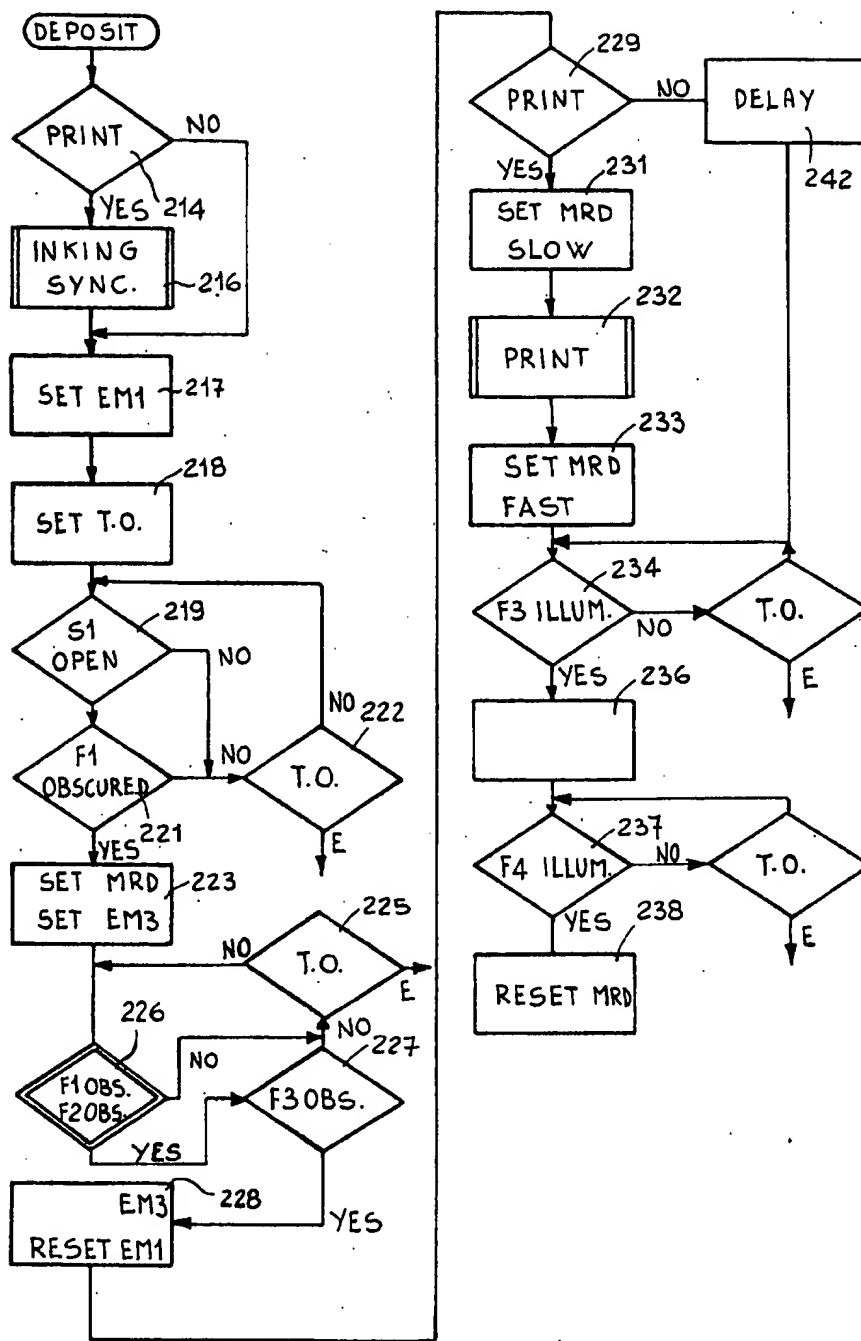 DEPOSIT
PRINT
NO
214
YES
INKING
SYNC.
216
SET EM1
217
218
SET T.O.
219
S1
OPEN
NO
NO
222
F1
OBSCURED
221
NO
T.O.
E
YES
SET MRD
SET EM3
223
225
NO
T.O.
E
226
NO
NO
227
F1 OBS.
F2 OBS.
F3 OBS.
YES
228
EM3
RESET EM1
YES
229
PRINT
NO
DELAY
242
YES
231
SET MRD
SLOW
232
PRINT
233
SET MRD
FAST
234
F3 ILLUM.
NO
T.O.
YES
E
236
237
F4 ILLUM.
NO
T.O.
YES
E
238
RESET MRD